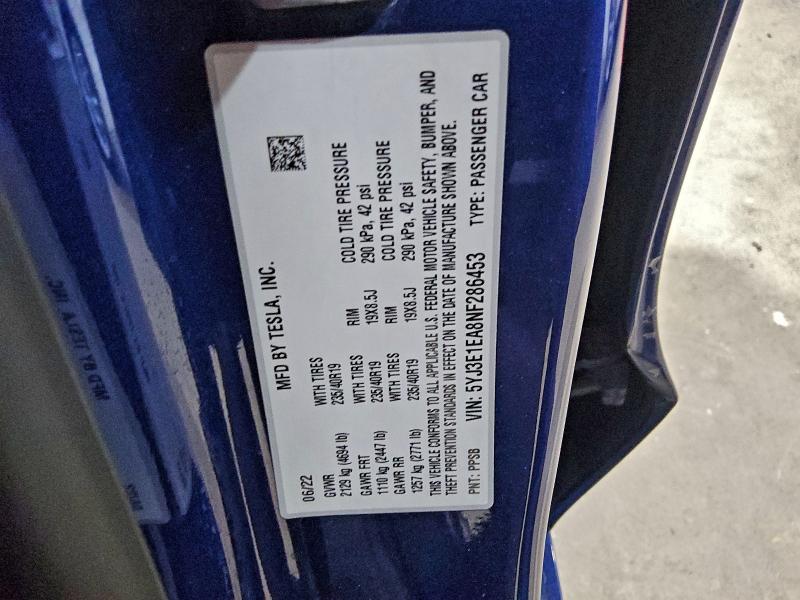 MFD BY TESLA, INC.
06/22
GVWR WITH TIRES RIM COLD TIRE PRESSURE
2129 kg (4694 lb) 235/40R19 19X8.5J 290 kPa, 42 psi
GAWR FRT WITH TIRES RIM COLD TIRE PRESSURE
1110 kg (2447 lb) 235/40R19 19X8.5J 290 kPa, 42 psi
GAWR RR WITH TIRES
1257 kg (2771 lb) 235/40R19
THIS VEHICLE CONFORMS TO ALL APPLICABLE U.S. FEDERAL MOTOR VEHICLE SAFETY, BUMPER, AND
THEFT PREVENTION STANDARDS IN EFFECT ON THE DATE OF MANUFACTURE SHOWN ABOVE.
PNT: PPSB VIN: 5YJ3E1EA8NF286453 TYPE: PASSENGER CAR